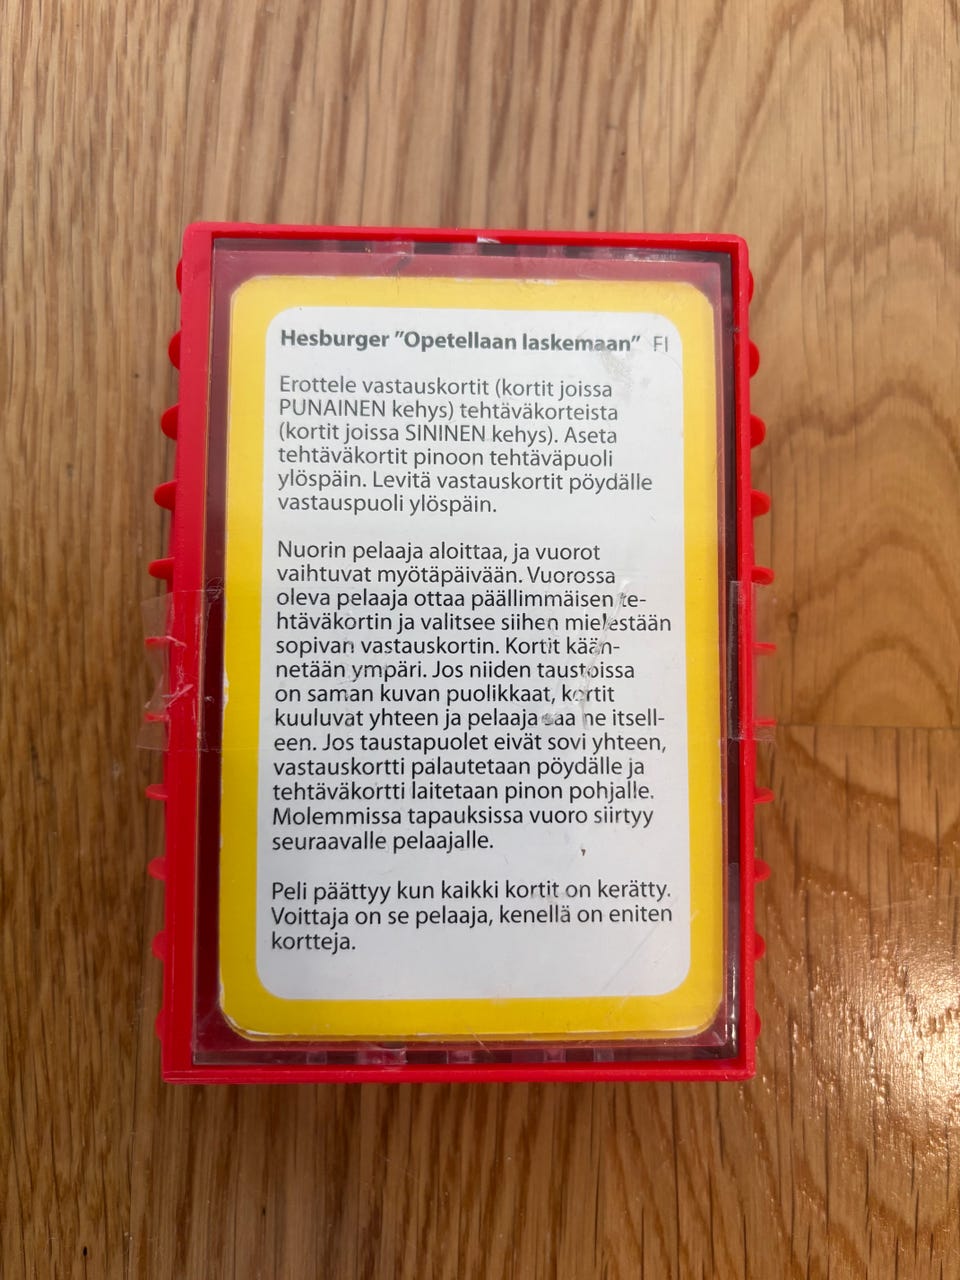 Hesburger ”Opetellaan laskemaan” FI
Erottele vastauskortit (kortit joissa
PUNAINEN kehys) tehtäväkorteista
(kortit joissa SININEN kehys). Aseta
tehtäväkortit pinoon tehtäväpuoli
ylöspäin. Levitä vastauskortit pöydälle
vastauspuoli ylöspäin.
Nuorin pelaaja aloittaa, ja vuorot
vaihtuvat myötäpäivään. Vuorossa
oleva pelaaja ottaa päällimmäisen te-
htäväkortin ja valitsee siihen mielestään
sopivan vastauskortin. Kortit kään-
netään ympäri. Jos niiden taustoissa
on saman kuvan puolikkaat, kortit
kuuluvat yhteen ja pelaaja saa ne itsell-
een. Jos taustapuolet eivät sovi yhteen,
vastauskortti palautetaan pöydälle ja
tehtäväkortti laitetaan pinon pohjalle.
Molemmissa tapauksissa vuoro siirtyy
seuraavalle pelaajalle.
Peli päättyy kun kaikki kortit on kerätty.
Voittaja on se pelaaja, kenellä on eniten
kortteja.